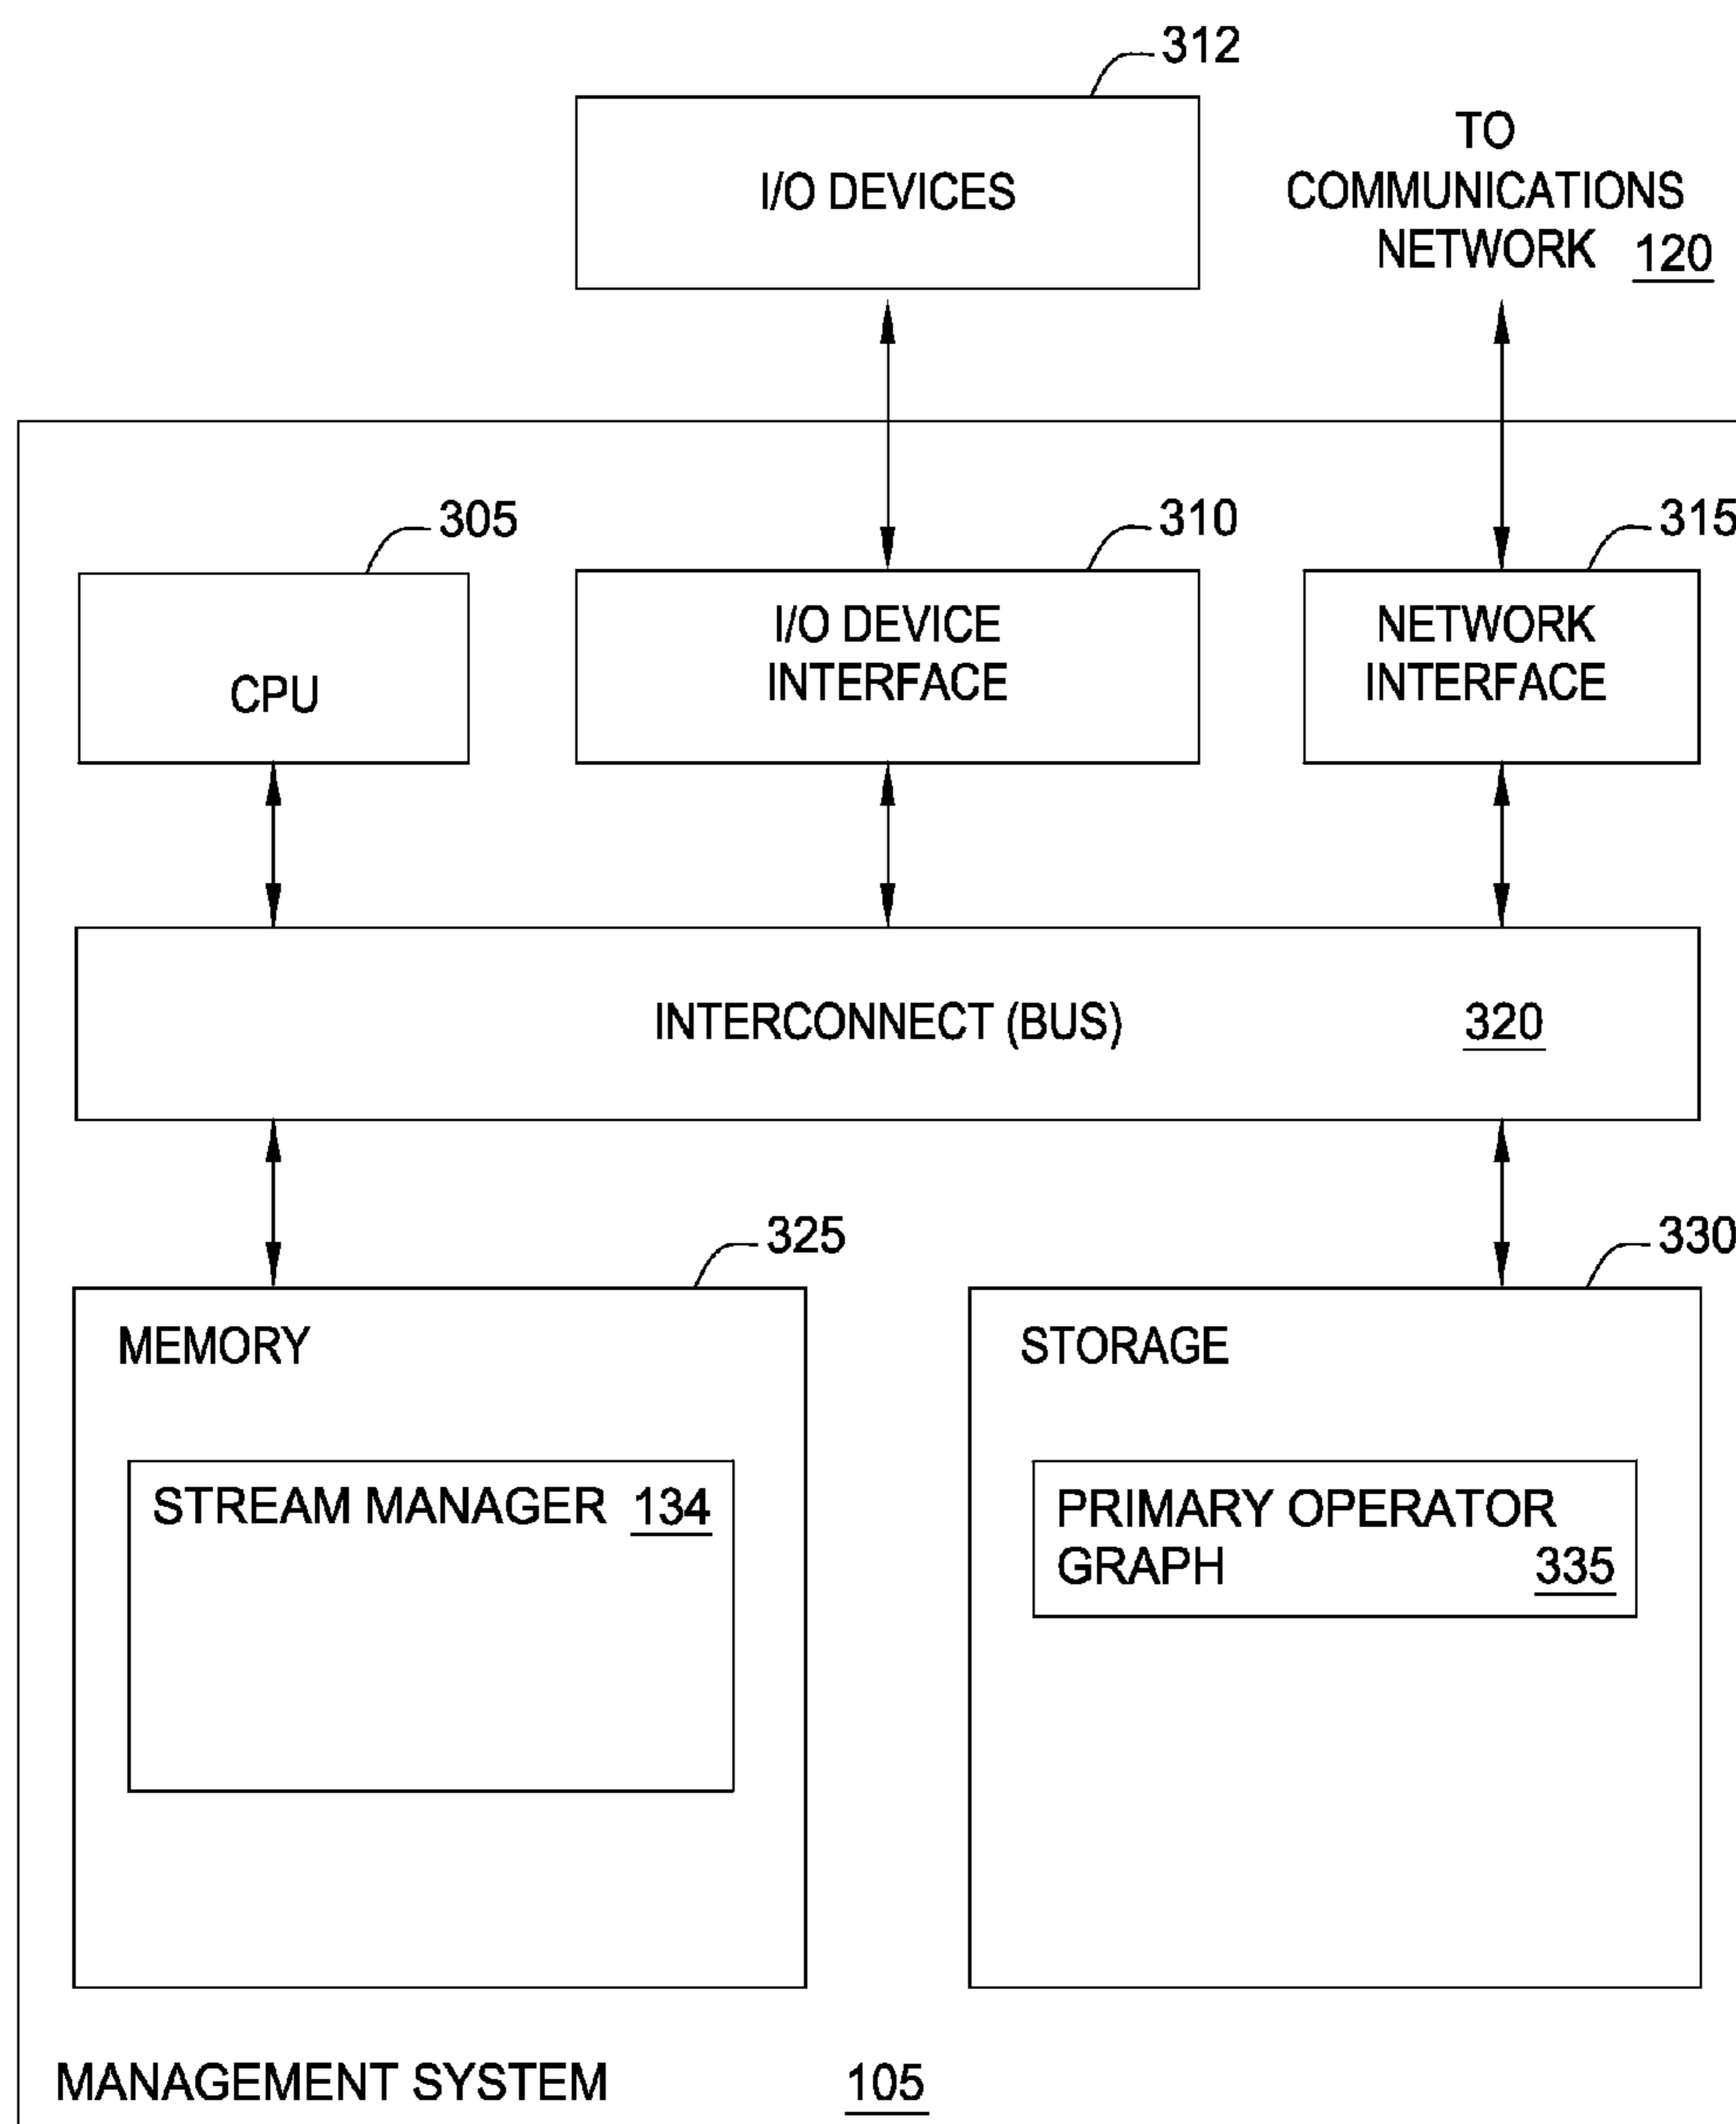 312
I/O DEVICES
TO
COMMUNICATIONS
NETWORK 120
305
310
315
CPU
I/O DEVICE
INTERFACE
NETWORK
INTERFACE
INTERCONNECT (BUS) 320
325
330
MEMORY
STORAGE
STREAM MANAGER 134
PRIMARY OPERATOR
GRAPH 335
MANAGEMENT SYSTEM 105